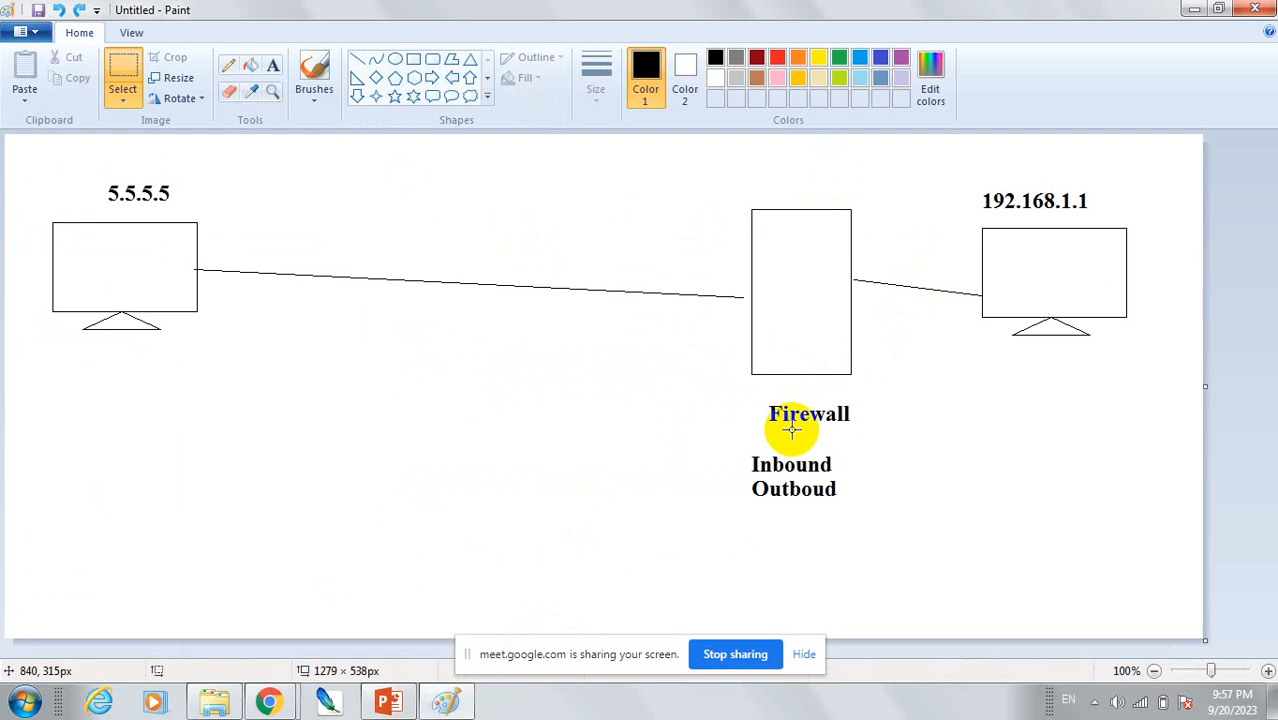 Untitled - Paint
Home
View
Paste
Cut
Copy
Clipboard
Select
Crop
Resize
Rotate
Image
Tools
Brushes
Outline
Fill
Shapes
Size
Color 1
Color 2
Edit colors
Colors
5.5.5.5
192.168.1.1
Firewall
Inbound
Outboud
meet.google.com is sharing your screen.
Stop sharing
Hide
840, 315px
1279 × 538px
100%
EN
9:57 PM
9/20/2023